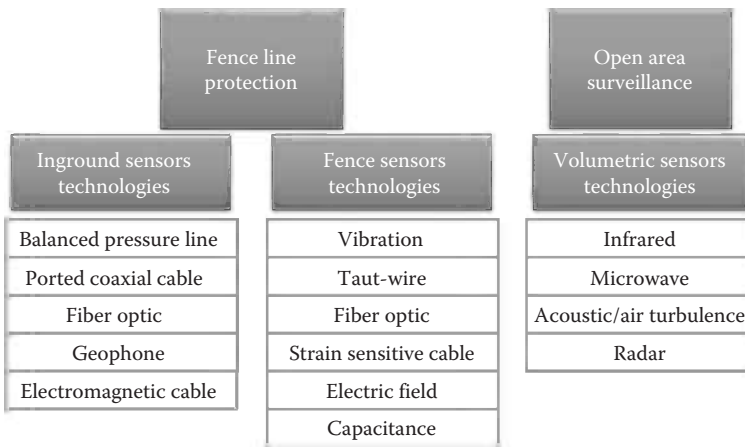 Fence line
protection
Open area
surveillance
Inground sensors
technologies
Fence sensors
technologies
Volumetric sensors
technologies
Balanced pressure line
Ported coaxial cable
Fiber optic
Geophone
Electromagnetic cable
Vibration
Taut-wire
Fiber optic
Strain sensitive cable
Electric field
Capacitance
Infrared
Microwave
Acoustic/air turbulence
Radar